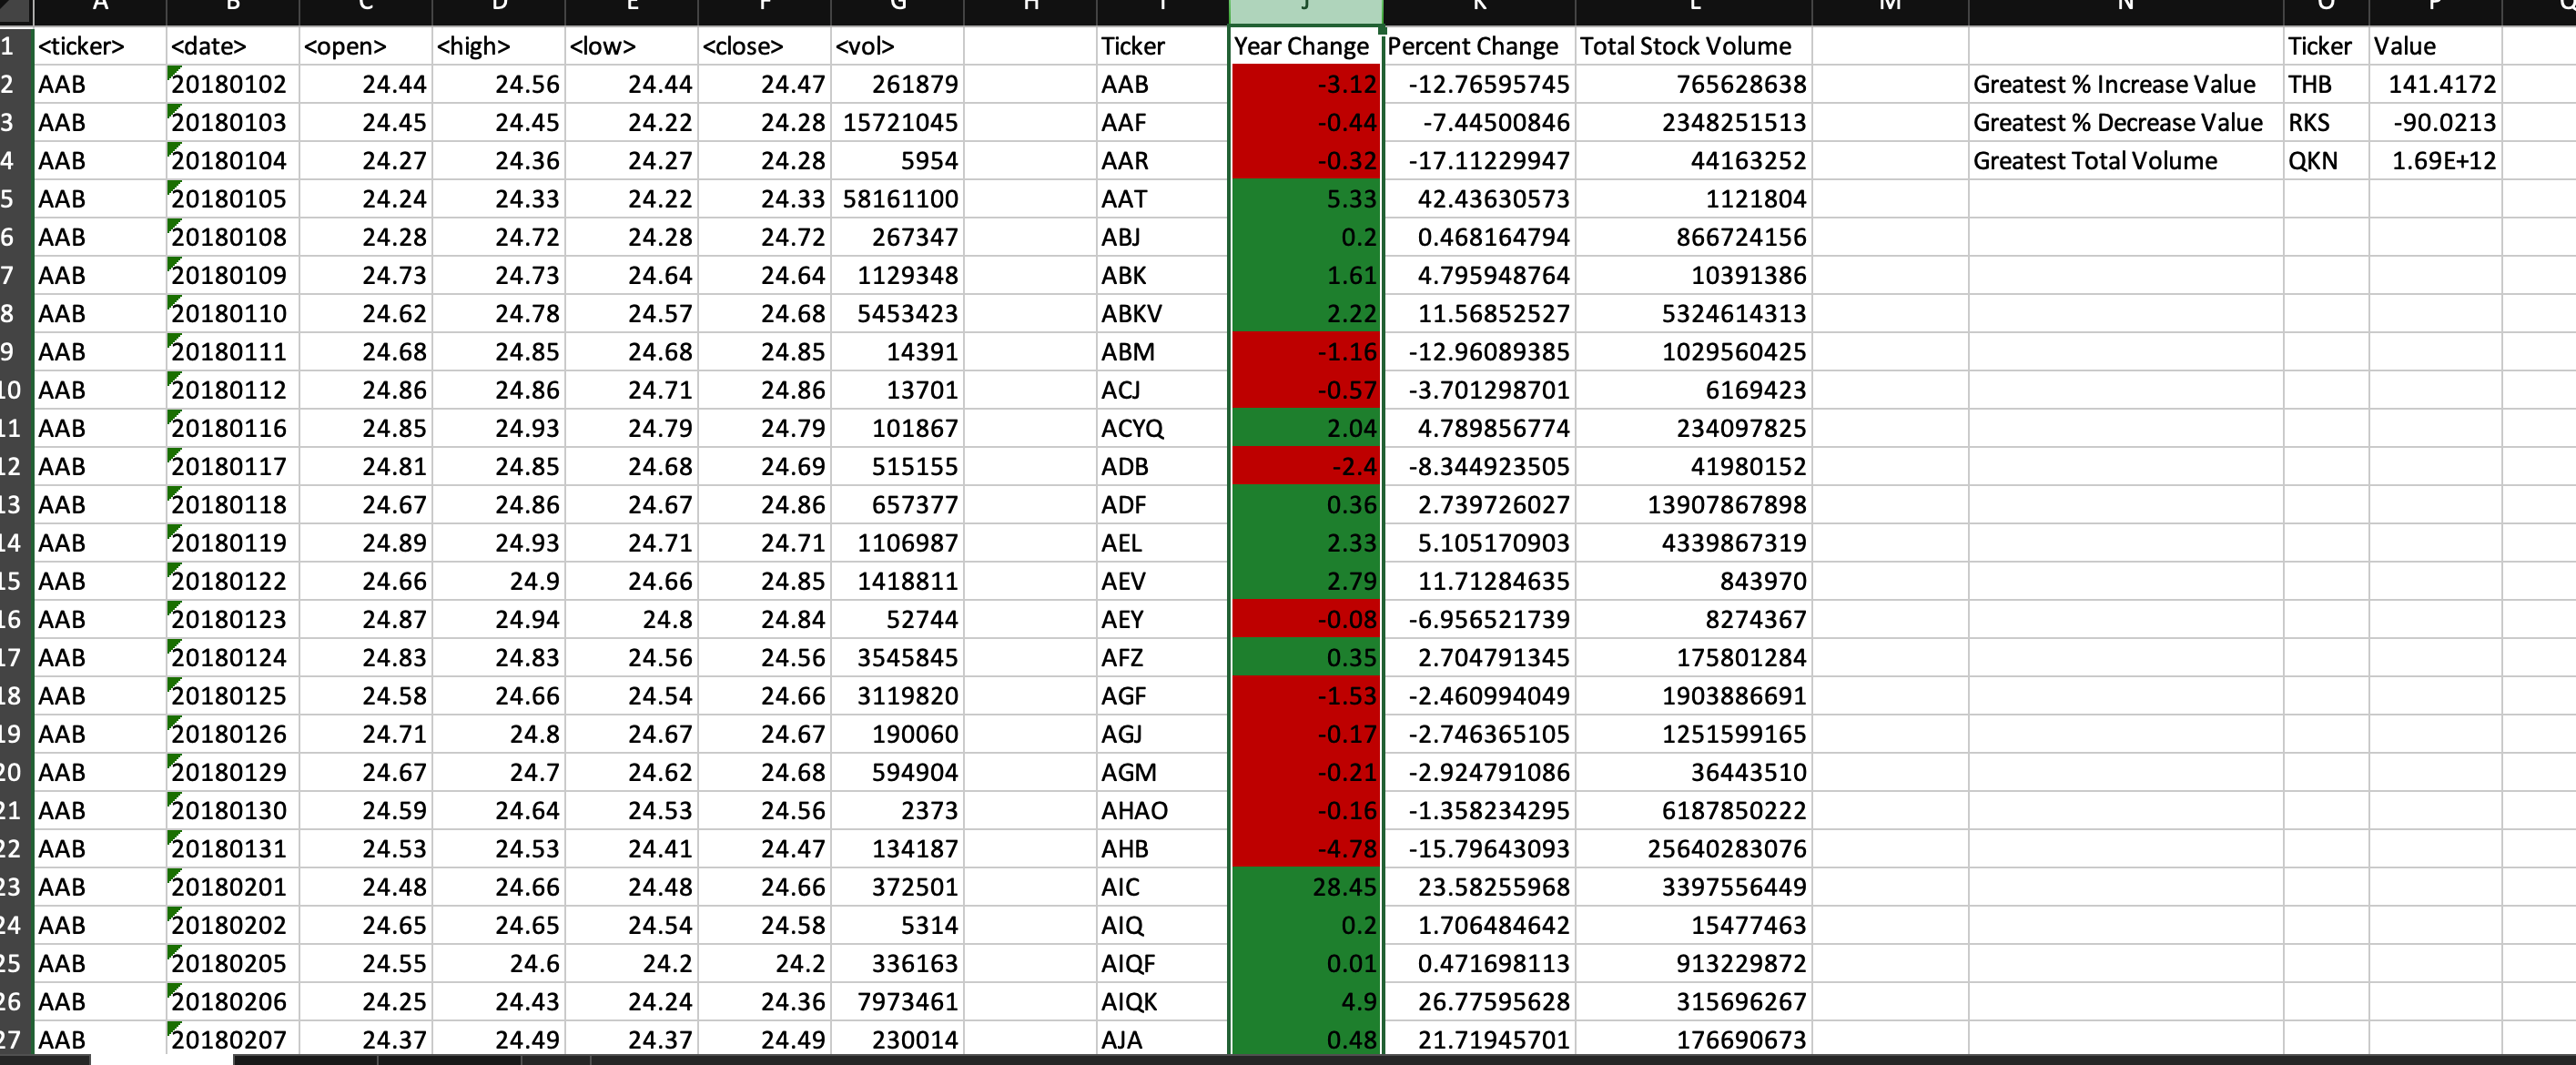 A B C D E F G H I J K L M N O P Q
1 <ticker> <date> <open> <high> <low> <close> <vol> Ticker Year Change Percent Change Total Stock Volume Ticker Value
2 AAB 20180102 24.44 24.56 24.44 24.47 261879 AAB -3.12 -12.76595745 765628638 Greatest % Increase Value THB 141.4172
3 AAB 20180103 24.45 24.45 24.22 24.28 15721045 AAF -0.44 -7.44500846 2348251513 Greatest % Decrease Value RKS -90.0213
4 AAB 20180104 24.27 24.36 24.27 24.28 5954 AAR -0.32 -17.11229947 44163252 Greatest Total Volume QKN 1.69E+12
5 AAB 20180105 24.24 24.33 24.22 24.33 58161100 AAT 5.33 42.43630573 1121804
6 AAB 20180108 24.28 24.72 24.28 24.72 267347 ABJ 0.2 0.468164794 866724156
7 AAB 20180109 24.73 24.73 24.64 24.64 1129348 ABK 1.61 4.795948764 10391386
8 AAB 20180110 24.62 24.78 24.57 24.68 5453423 ABKV 2.22 11.56852527 5324614313
9 AAB 20180111 24.68 24.85 24.68 24.85 14391 ABM -1.16 -12.96089385 1029560425
10 AAB 20180112 24.86 24.86 24.71 24.86 13701 ACJ -0.57 -3.701298701 6169423
11 AAB 20180116 24.85 24.93 24.79 24.79 101867 ACYQ 2.04 4.789856774 234097825
12 AAB 20180117 24.81 24.85 24.68 24.69 515155 ADB -2.4 -8.344923505 41980152
13 AAB 20180118 24.67 24.86 24.67 24.86 657377 ADF 0.36 2.739726027 13907867898
14 AAB 20180119 24.89 24.93 24.71 24.71 1106987 AEL 2.33 5.105170903 4339867319
15 AAB 20180122 24.66 24.9 24.66 24.85 1418811 AEV 2.79 11.71284635 843970
16 AAB 20180123 24.87 24.94 24.8 24.84 52744 AEY -0.08 -6.956521739 8274367
17 AAB 20180124 24.83 24.83 24.56 24.56 3545845 AFZ 0.35 2.704791345 175801284
18 AAB 20180125 24.58 24.66 24.54 24.66 3119820 AGF -1.53 -2.460994049 1903886691
19 AAB 20180126 24.71 24.8 24.67 24.67 190060 AGJ -0.17 -2.746365105 1251599165
20 AAB 20180129 24.67 24.7 24.62 24.68 594904 AGM -0.21 -2.924791086 36443510
21 AAB 20180130 24.59 24.64 24.53 24.56 2373 AHAO -0.16 -1.358234295 6187850222
22 AAB 20180131 24.53 24.53 24.41 24.47 134187 AHB -4.78 -15.79643093 25640283076
23 AAB 20180201 24.48 24.66 24.48 24.66 372501 AIC 28.45 23.58255968 3397556449
24 AAB 20180202 24.65 24.65 24.54 24.58 5314 AIQ 0.2 1.706484642 15477463
25 AAB 20180205 24.55 24.6 24.2 24.2 336163 AIQF 0.01 0.471698113 913229872
26 AAB 20180206 24.25 24.43 24.24 24.36 7973461 AIQK 4.9 26.77595628 315696267
27 AAB 20180207 24.37 24.49 24.37 24.49 230014 AJA 0.48 21.71945701 176690673